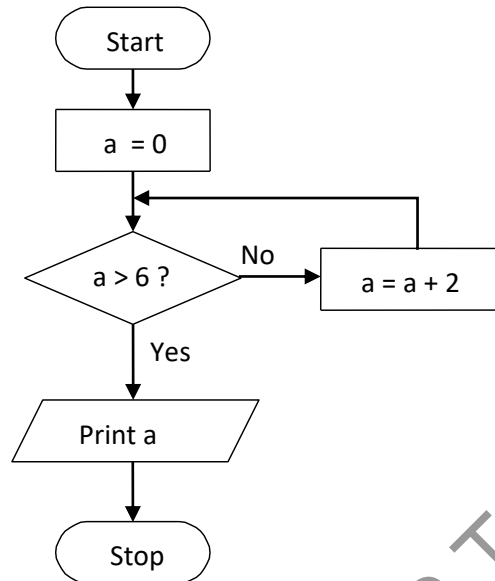 Start
a = 0
a > 6 ?
No
a = a + 2
Yes
Print a
Stop
T